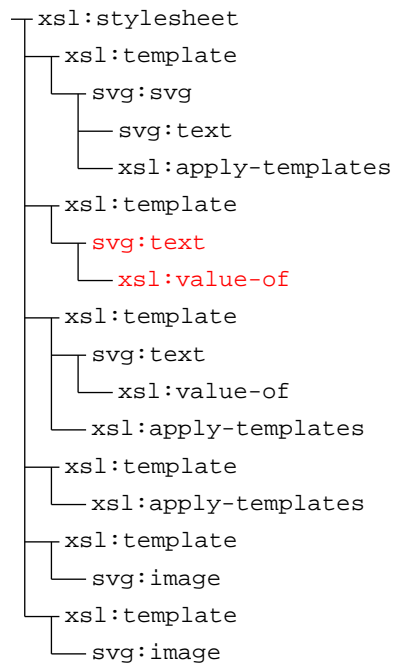 xsl:stylesheet
xsl:template
svg:svg
svg:text
xsl:apply-templates
xsl:template
svg:text
xsl:value-of
xsl:template
svg:text
xsl:value-of
xsl:apply-templates
xsl:template
xsl:apply-templates
xsl:template
svg:image
xsl:template
svg:image